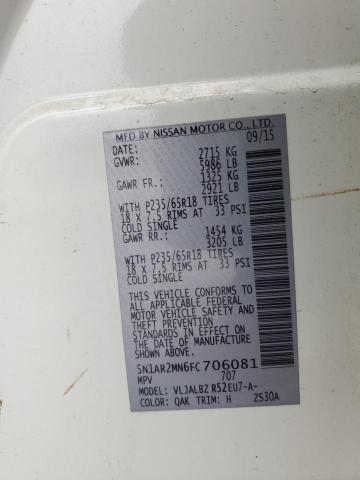 MFD BY NISSAN MOTOR CO., LTD.
DATE: 09/15
GVWR: 2715 KG
5986 LB
GAWR FR.: 1325 KG
2921 LB
WITH P235/65R18 TIRES
18 X 7.5 RIMS AT 33 PSI
COLD SINGLE
GAWR RR.: 1454 KG
3205 LB
WITH P235/65R18 TIRES
18 X 7.5 RIMS AT 33 PSI
COLD SINGLE
THIS VEHICLE CONFORMS TO
ALL APPLICABLE FEDERAL
MOTOR VEHICLE SAFETY AND
THEFT PREVENTION
STANDARDS IN EFFECT ON
THE DATE OF MANUFACTURE
SHOWN ABOVE.
5N1AR2MN6FC706081
MPV 707
MODEL: VLJALBZ R52EU7-A-
COLOR: QAK TRIM: H ZS30A